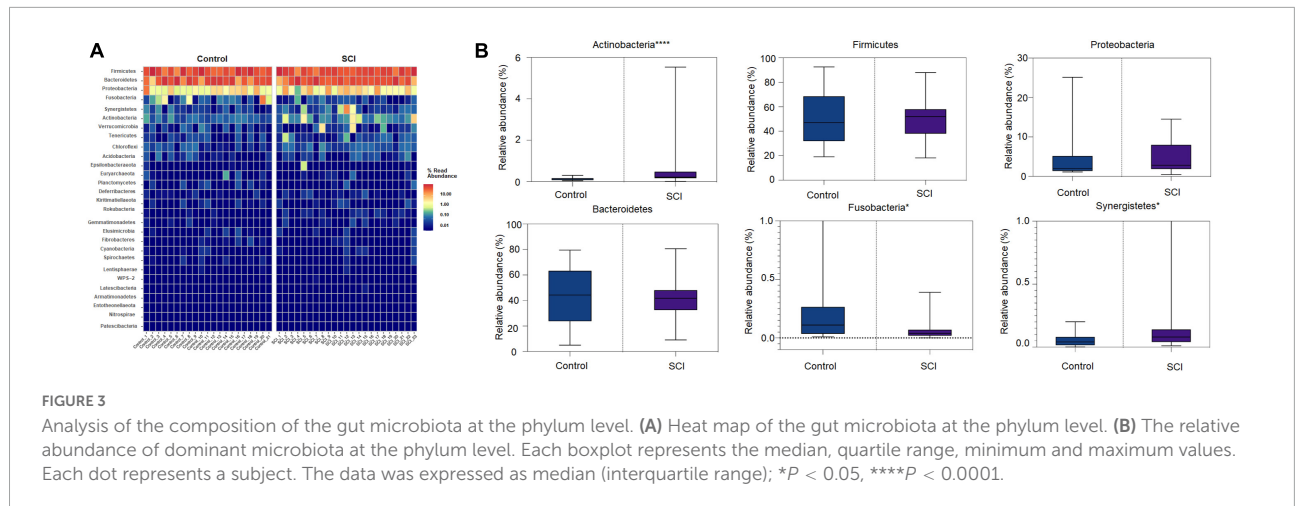 A
Control
SCI
Firmicutes
Bacteroidetes
Proteobacteria
Fusobacteria
Synergistetes
Actinobacteria
Verrucomicrobia
Tenericutes
Chloroflexi
Acidobacteria
Epsilonbacteraeota
Euryarchaeota
Planctomycetes
Deferribacteres
Kiritimatiellaeota
Rokubacteria
Gemmatimonadetes
Elusimicrobia
Fibrobacteres
Cyanobacteria
Spirochaetes
Lentisphaerae
WPS-2
Latescibacteria
Armatimonadetes
Entotheonellaeota
Nitrospirae
Patescibacteria
% Read
Abundance
10.00
1.00
0.10
0.01
B
Actinobacteria****
Relative abundance (%)
6
4
2
0
Control
SCI
Firmicutes
Relative abundance (%)
100
80
60
40
20
0
Control
SCI
Proteobacteria
Relative abundance (%)
30
20
10
0
Control
SCI
Bacteroidetes
Relative abundance (%)
100
80
60
40
20
0
Control
SCI
Fusobacteria*
Relative abundance (%)
1.0
0.5
0.0
Control
SCI
Synergistetes*
Relative abundance (%)
1.0
0.5
0.0
Control
SCI
FIGURE 3
Analysis of the composition of the gut microbiota at the phylum level. (A) Heat map of the gut microbiota at the phylum level. (B) The relative
abundance of dominant microbiota at the phylum level. Each boxplot represents the median, quartile range, minimum and maximum values.
Each dot represents a subject. The data was expressed as median (interquartile range); *P < 0.05, ****P < 0.0001.